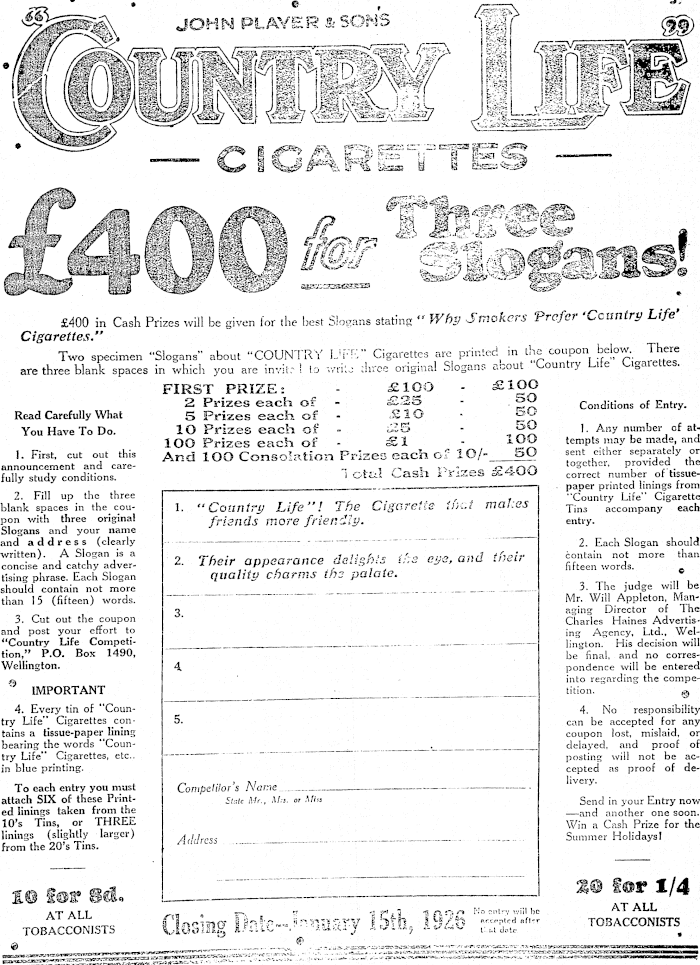 JOHN PLAYER & SON'S
"COUNTRY LIFE"
— CIGARETTES —
£400 for Three Slogans!
£400 in Cash Prizes will be given for the best Slogans stating "Why Smokers Prefer 'Country Life'
Cigarettes."
Two specimen "Slogans" about "COUNTRY LIFE" Cigarettes are printed in the coupon below. There
are three blank spaces in which you are invited to write three original Slogans about "Country Life" Cigarettes.
FIRST PRIZE: - £100 - £100
2 Prizes each of - £25 - 50
5 Prizes each of - £10 - 50
10 Prizes each of - £5 - 50
100 Prizes each of - £1 - 100
And 100 Consolation Prizes each of 10/- 50
Total Cash Prizes £400
Read Carefully What
You Have To Do.
1. First, cut out this
announcement and care-
fully study conditions.
2. Fill up the three
blank spaces in the cou-
pon with three original
Slogans and your name
and address (clearly
written). A Slogan is a
concise and catchy adver-
tising phrase. Each Slogan
should contain not more
than 15 (fifteen) words.
3. Cut out the coupon
and post your effort to
"Country Life Competi-
tion," P.O. Box 1490,
Wellington.
IMPORTANT
4. Every tin of "Coun-
try Life" Cigarettes con-
tains a tissue-paper lining
bearing the words "Coun-
try Life" Cigarettes, etc..
in blue printing.
To each entry you must
attach SIX of these Print-
ed linings taken from the
10's Tins, or THREE
linings (slightly larger)
from the 20's Tins.
10 for 8d.
AT ALL
TOBACCONISTS
1. "Country Life"! The Cigarette that makes
friends more friendly.
2. Their appearance delights the eye, and their
quality charms the palate.
3.
4.
5.
Competitor's Name
State Mr., Mrs. or Miss
Address
Closing Date—January 15th, 1926
No entry will be
accepted after
that date
Conditions of Entry.
1. Any number of at-
tempts may be made, and
sent either separately or
together, provided the
correct number of tissue-
paper printed linings from
"Country Life" Cigarette
Tins accompany each
entry.
2. Each Slogan should
contain not more than
fifteen words.
3. The judge will be
Mr. Will Appleton, Man-
aging Director of The
Charles Haines Advertis-
ing Agency, Ltd., Wel-
lington. His decision will
be final, and no corres-
pondence will be entered
into regarding the compe-
tition.
4. No responsibility
can be accepted for any
coupon lost, mislaid, or
delayed, and proof of
posting will not be ac-
cepted as proof of de-
livery.
Send in your Entry now
—and another one soon.
Win a Cash Prize for the
Summer Holidays!
20 for 1/4
AT ALL
TOBACCONISTS